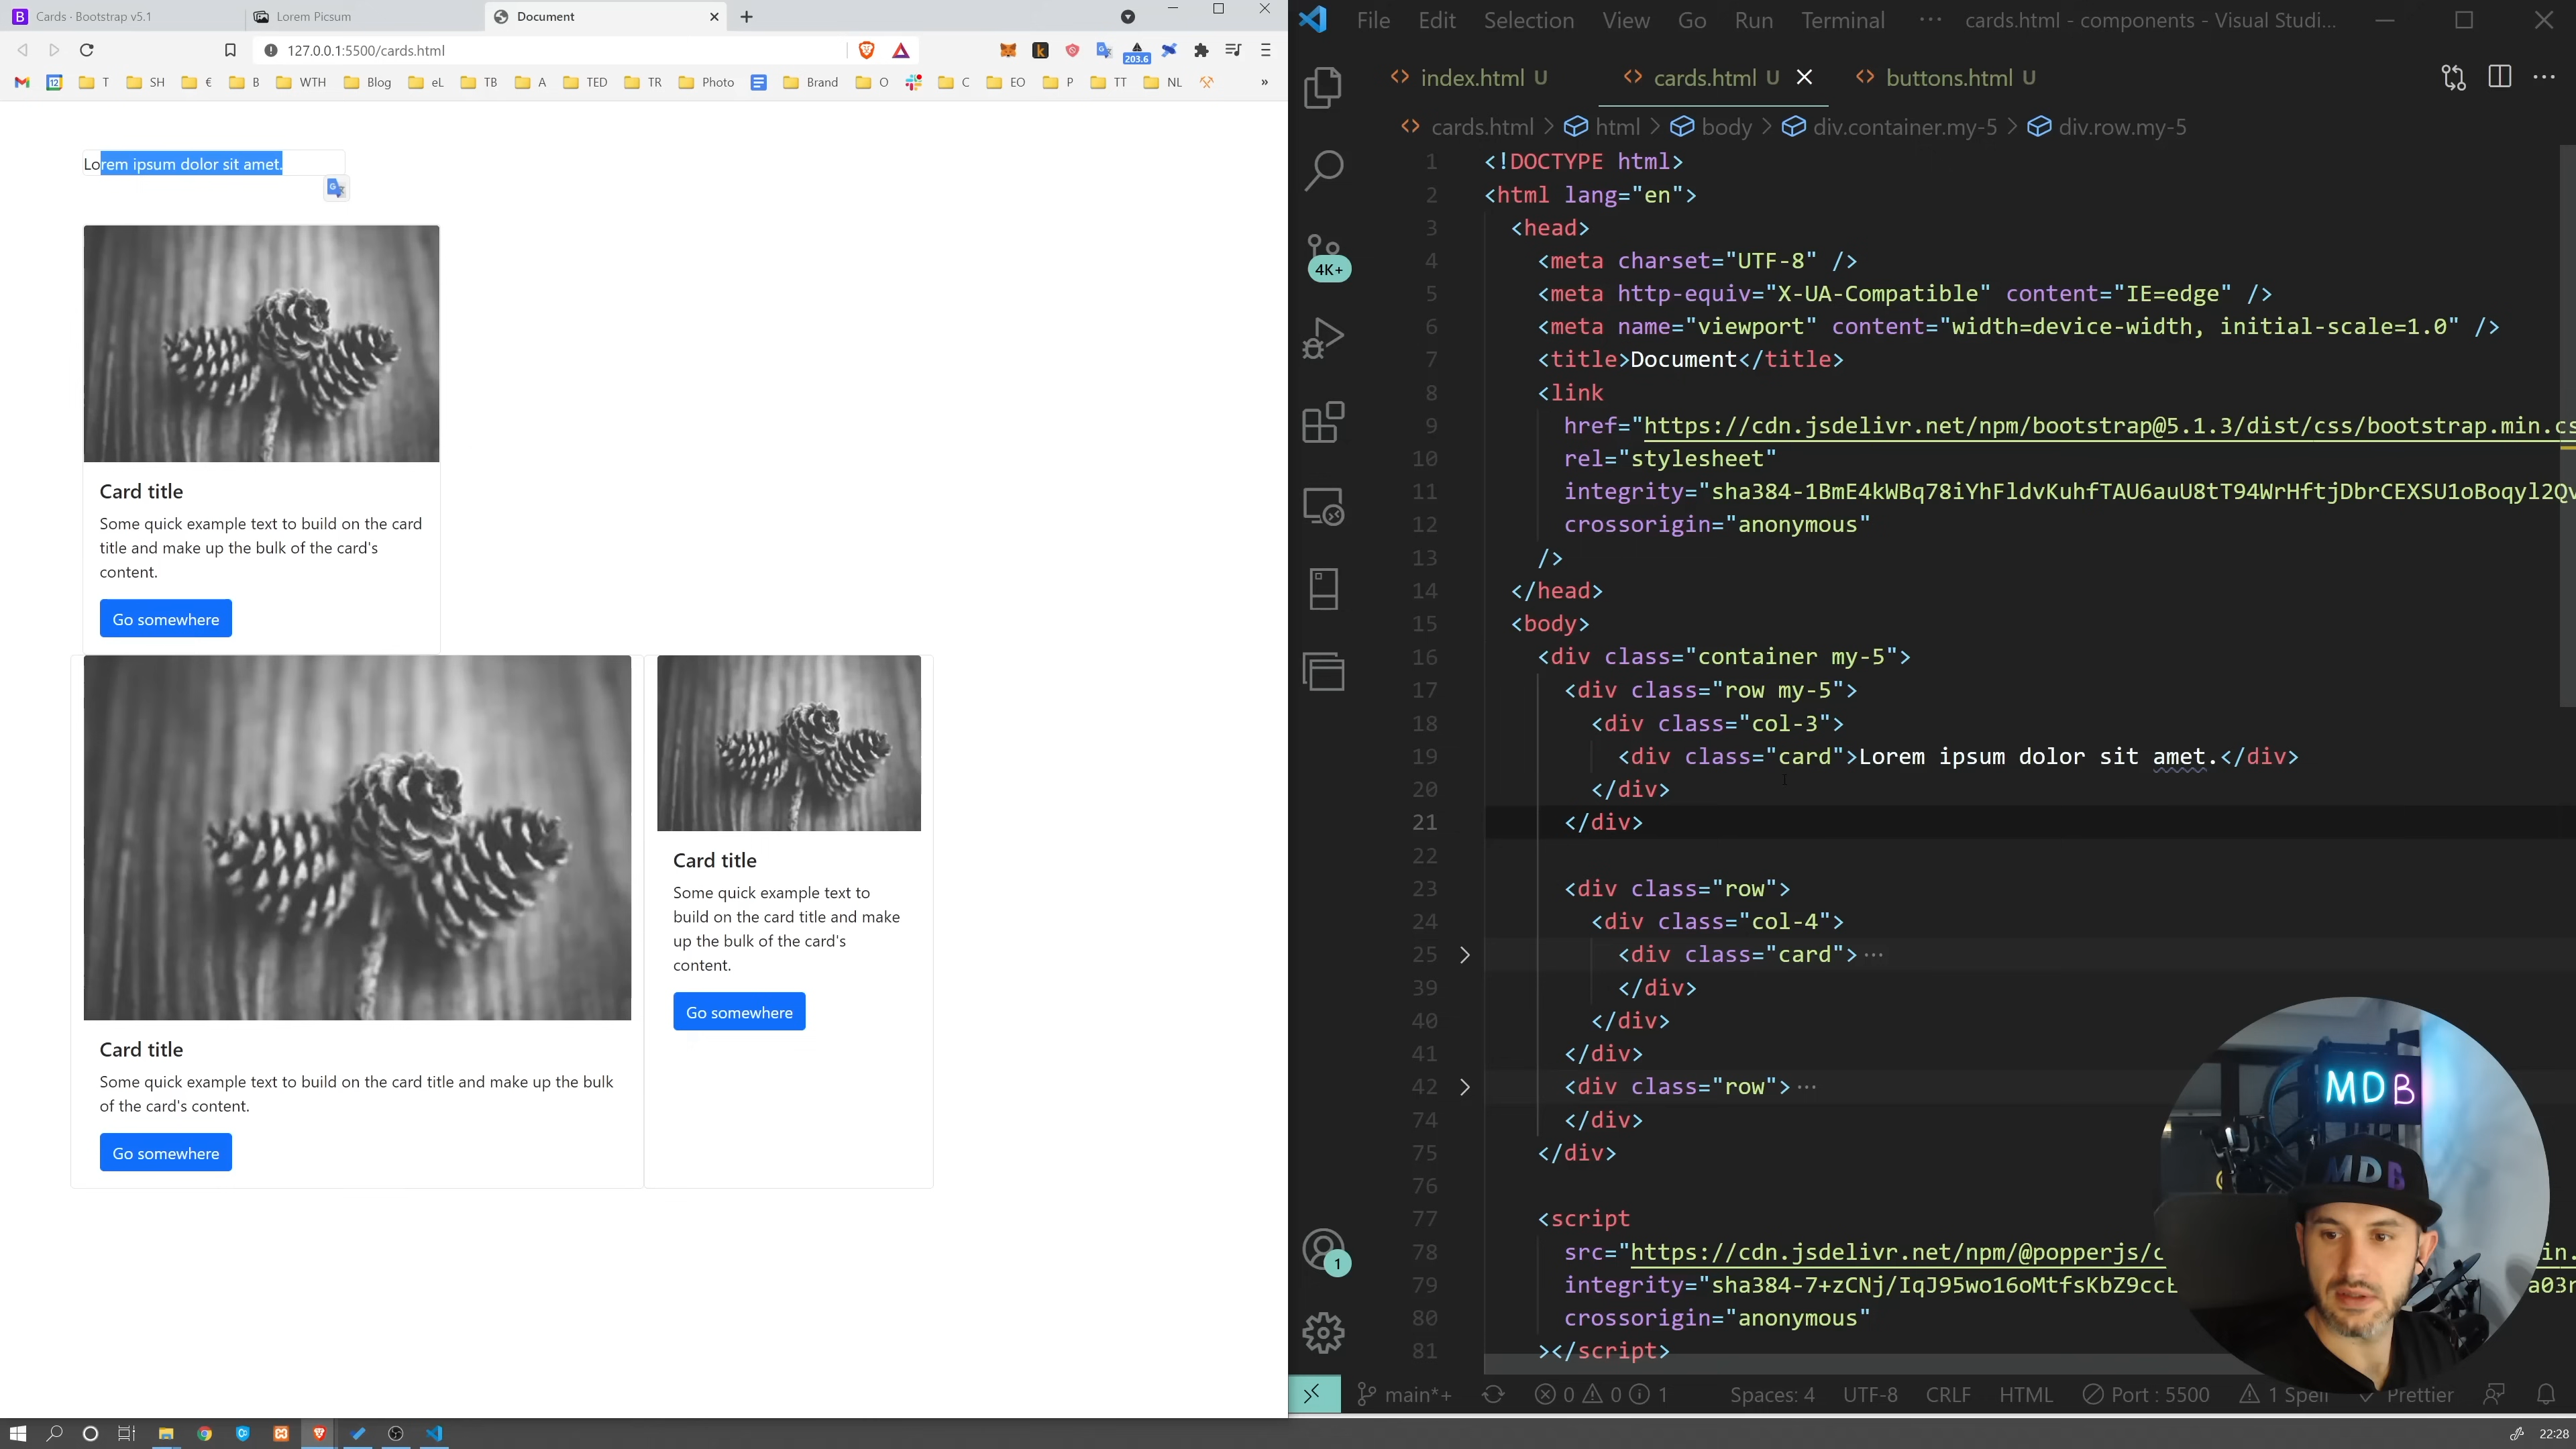 Cards · Bootstrap v5.1
Lorem Picsum
Document
127.0.0.1:5500/cards.html
203.6
T
SH
€
B
WTH
Blog
eL
TB
A
TED
TR
Photo
Brand
O
C
EO
P
TT
NL
»
Lorem ipsum dolor sit amet.
Card title
Some quick example text to build on the card
title and make up the bulk of the card's
content.
Go somewhere
Card title
Some quick example text to build on the card title and make up the bulk
of the card's content.
Go somewhere
Card title
Some quick example text to
build on the card title and make
up the bulk of the card's
content.
Go somewhere
File Edit Selection View Go Run Terminal ··· cards.html - components - Visual Studi...
index.html U
cards.html U
buttons.html U
cards.html > html > body > div.container.my-5 > div.row.my-5
4K+
1 <!DOCTYPE html>
2 <html lang="en">
3 <head>
4 <meta charset="UTF-8" />
5 <meta http-equiv="X-UA-Compatible" content="IE=edge" />
6 <meta name="viewport" content="width=device-width, initial-scale=1.0" />
7 <title>Document</title>
8 <link
9 href="https://cdn.jsdelivr.net/npm/bootstrap@5.1.3/dist/css/bootstrap.min.cs
10 rel="stylesheet"
11 integrity="sha384-1BmE4kWBq78iYhFldvKuhfTAU6auU8tT94WrHftjDbrCEXSU1oBoqyl2Qv
12 crossorigin="anonymous"
13 />
14 </head>
15 <body>
16 <div class="container my-5">
17 <div class="row my-5">
18 <div class="col-3">
19 <div class="card">Lorem ipsum dolor sit amet.</div>
20 </div>
21 </div>
22
23 <div class="row">
24 <div class="col-4">
25 <div class="card">···
39 </div>
40 </div>
41 </div>
42 <div class="row">···
74 </div>
75 </div>
76
77 <script
78 src="https://cdn.jsdelivr.net/npm/@popperjs/c in.
79 integrity="sha384-7+zCNj/IqJ95wo16oMtfsKbZ9ccE a03r
80 crossorigin="anonymous"
81 ></script>
MDB
MDB
1
main*+ 0 0 1 Spaces: 4 UTF-8 CRLF HTML Port : 5500 1 Spell Prettier
22:28